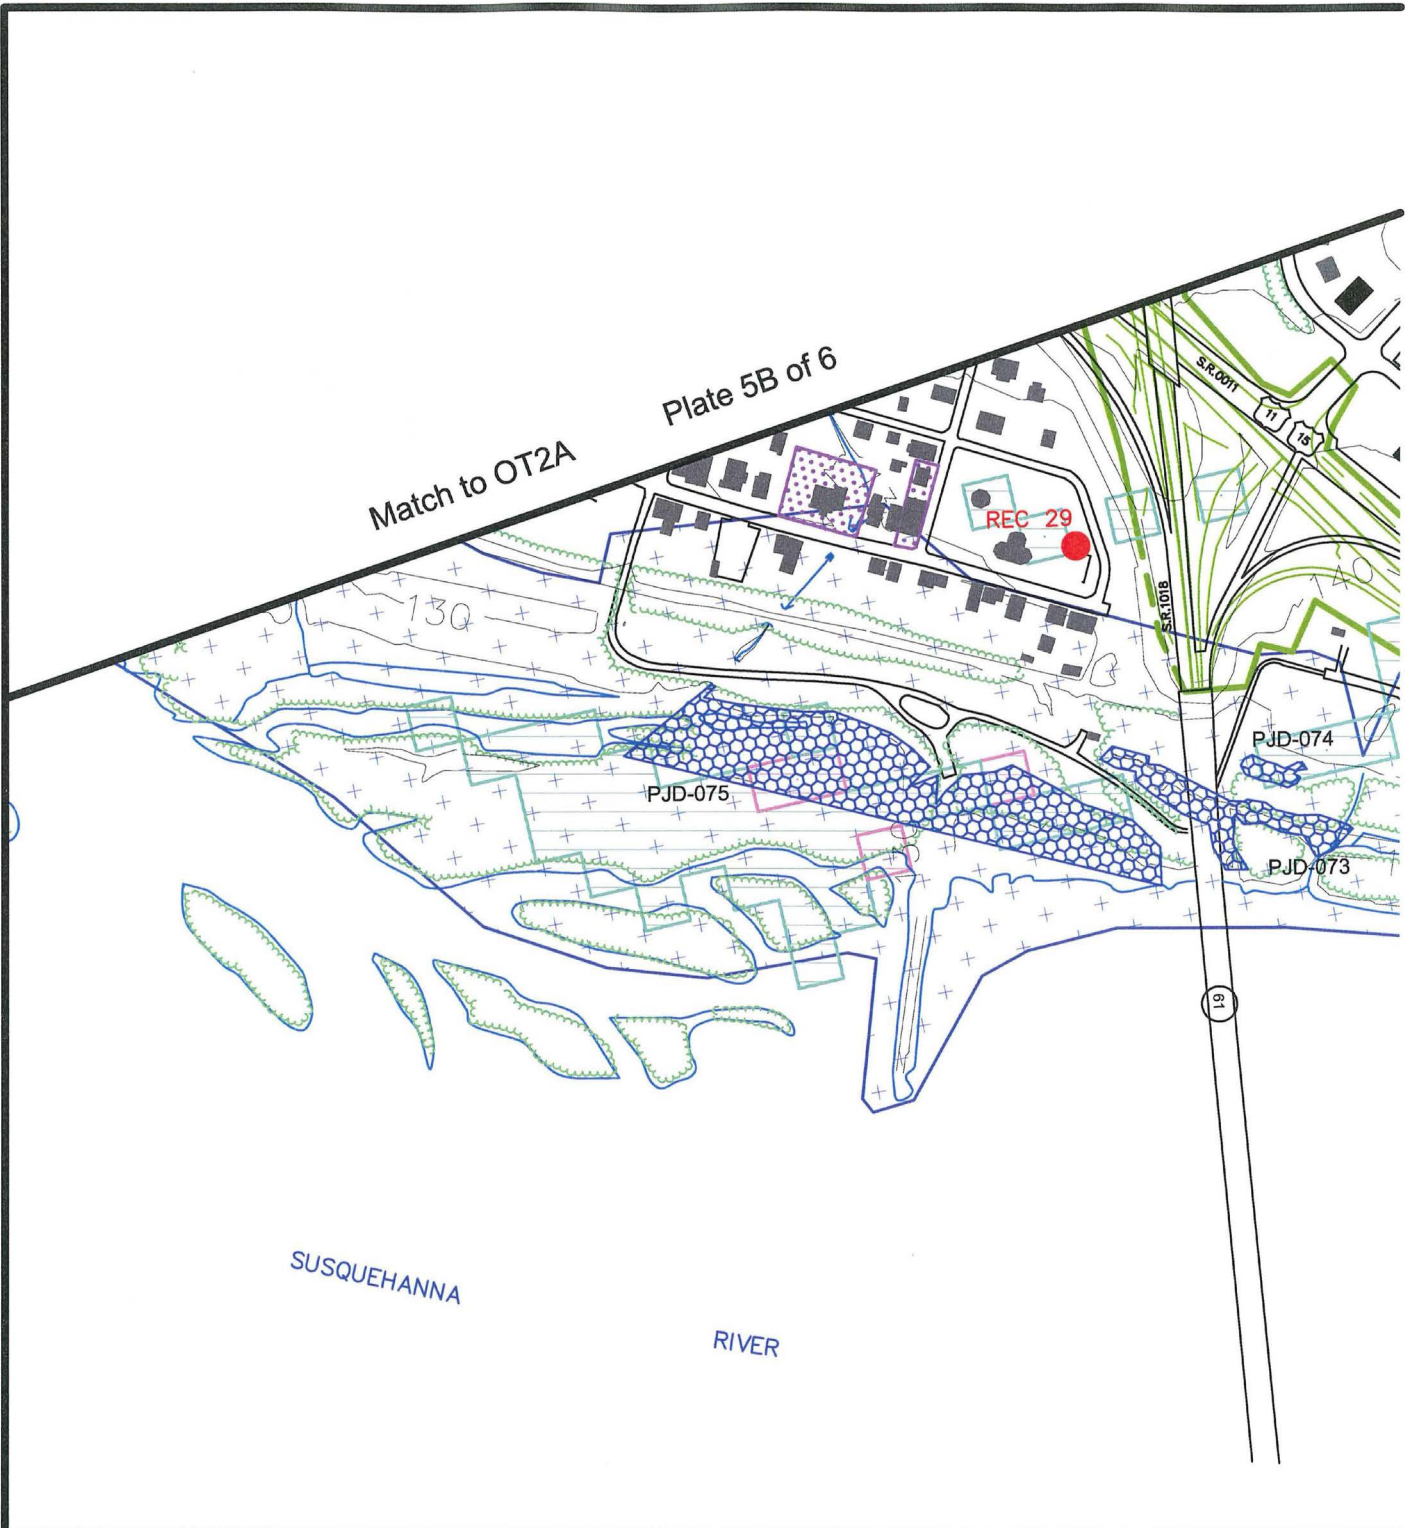 Plate 5B of 6
Match to OT2A
S.R.0011
11
15
REC 29
140
S.R.1018
130
PJD-074
PJD-075
PJD-073
61
SUSQUEHANNA
RIVER